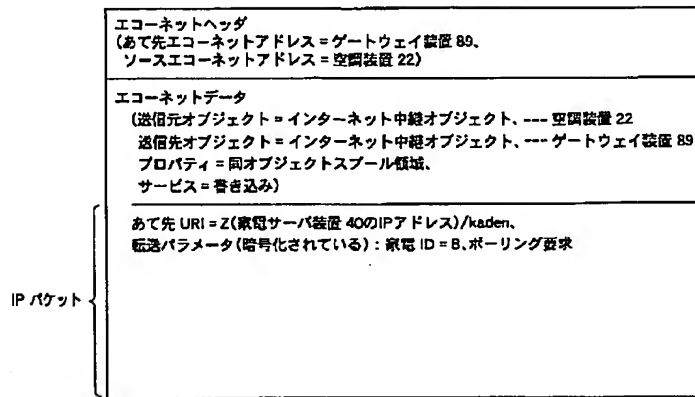 エコーネットヘッダ
(あて先エコーネットアドレス = ゲートウェイ装置 89、
ソースエコーネットアドレス = 空調装置 22)
エコーネットデータ
(送信元オブジェクト = インターネット中継オブジェクト、--- 空調装置 22
送信先オブジェクト = インターネット中継オブジェクト、--- ゲートウェイ装置 89
プロパティ = 同オブジェクトスプール領域、
サービス = 書き込み)
あて先 URI = Z(家電サーバ装置 40のIPアドレス)/kaden、
転送パラメータ(暗号化されている) : 家電 ID = B、ポーリング要求
IP パケット